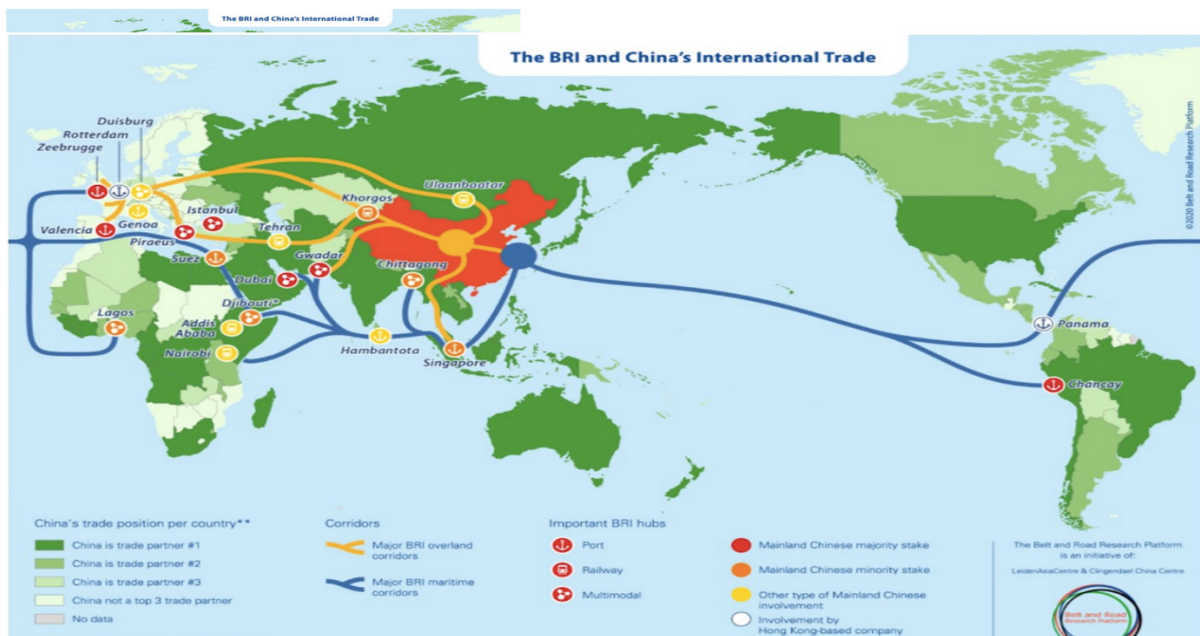 The BRI and China's International Trade
The BRI and China's International Trade
Duisburg
Rotterdam
Zeebrugge
Ulaanbaatar
Khorgos
Istanbul
Valencia
Genoa
Tehran
Piraeus
Suez
Gwadar
Dubai
Chittagong
Djibouti*
Lagos
Addis
Ababa
Nairobi
Hambantota
Singapore
Panama
Chancay
©2020 Belt and Road Research Platform
China's trade position per country**
China is trade partner #1
China is trade partner #2
China is trade partner #3
China not a top 3 trade partner
No data
Corridors
Major BRI overland
corridors
Major BRI maritime
corridors
Important BRI hubs
Port
Railway
Multimodal
Mainland Chinese majority stake
Mainland Chinese minority stake
Other type of Mainland Chinese
involvement
Involvement by
Hong Kong-based company
The Belt and Road Research Platform
is an initiative of:
LeidenAsiaCentre & Clingendael China Centre
Belt and Road
Research Platform